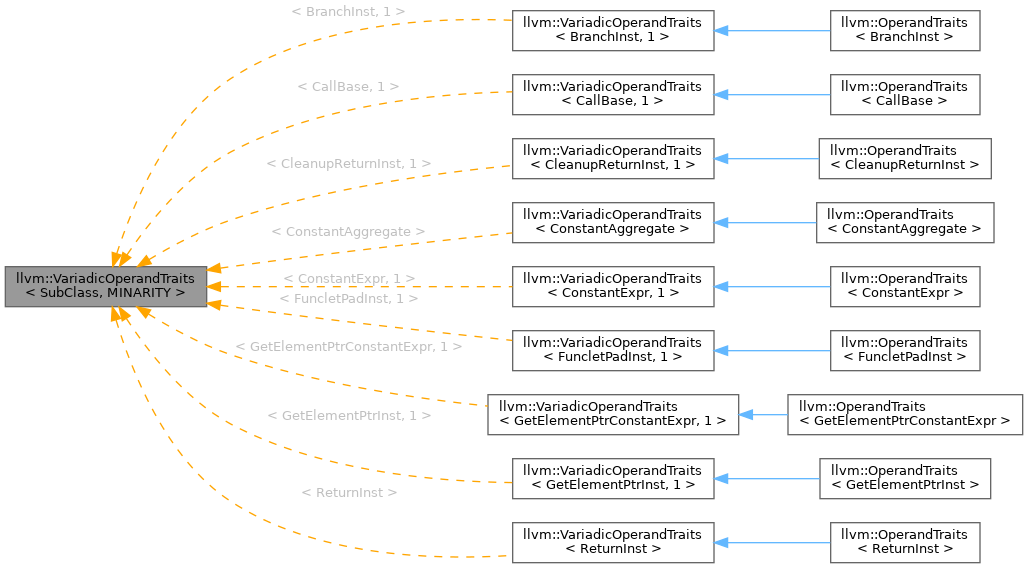 < BranchInst, 1 >
llvm::VariadicOperandTraits
< BranchInst, 1 >
llvm::OperandTraits
< BranchInst >
< CallBase, 1 >
llvm::VariadicOperandTraits
< CallBase, 1 >
llvm::OperandTraits
< CallBase >
< CleanupReturnInst, 1 >
llvm::VariadicOperandTraits
< CleanupReturnInst, 1 >
llvm::OperandTraits
< CleanupReturnInst >
< ConstantAggregate >
llvm::VariadicOperandTraits
< ConstantAggregate >
llvm::OperandTraits
< ConstantAggregate >
llvm::VariadicOperandTraits
< SubClass, MINARITY >
< ConstantExpr, 1 >
llvm::VariadicOperandTraits
< ConstantExpr, 1 >
llvm::OperandTraits
< ConstantExpr >
< FuncletPadInst, 1 >
llvm::VariadicOperandTraits
< FuncletPadInst, 1 >
llvm::OperandTraits
< FuncletPadInst >
< GetElementPtrConstantExpr, 1 >
llvm::VariadicOperandTraits
< GetElementPtrConstantExpr, 1 >
llvm::OperandTraits
< GetElementPtrConstantExpr >
< GetElementPtrInst, 1 >
llvm::VariadicOperandTraits
< GetElementPtrInst, 1 >
llvm::OperandTraits
< GetElementPtrInst >
< ReturnInst >
llvm::VariadicOperandTraits
< ReturnInst >
llvm::OperandTraits
< ReturnInst >